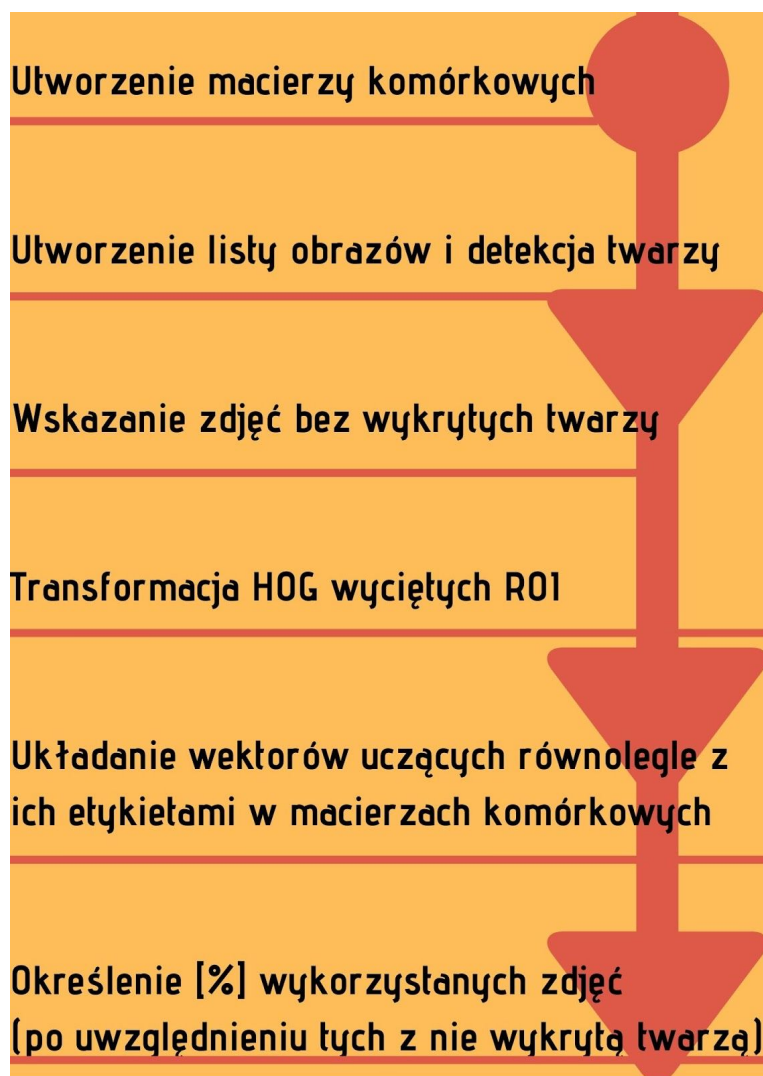 Utworzenie macierzy komórkowych
Utworzenie listy obrazów i detekcja twarzy
Wskazanie zdjęć bez wykrytych twarzy
Transformacja HOG wyciętych ROI
Układanie wektorów uczących równolegle z
ich etykietami w macierzach komórkowych
Określenie [%] wykorzystanych zdjęć
(po uwzględnieniu tych z nie wykrytą twarzą)